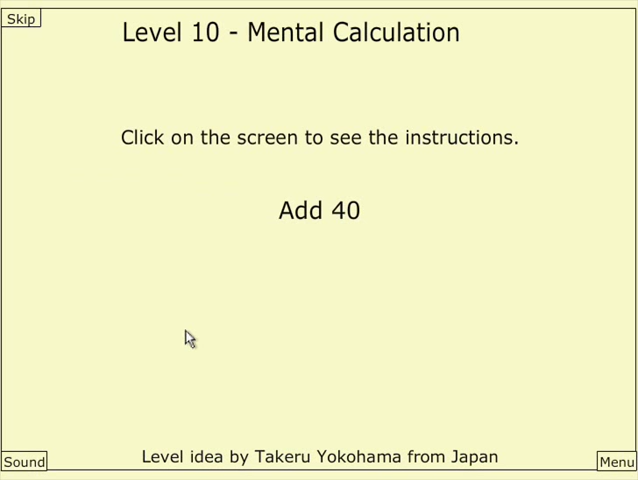 Skip
Level 10 - Mental Calculation
Click on the screen to see the instructions.
Add 40
Level idea by Takeru Yokohama from Japan
Sound
Menu